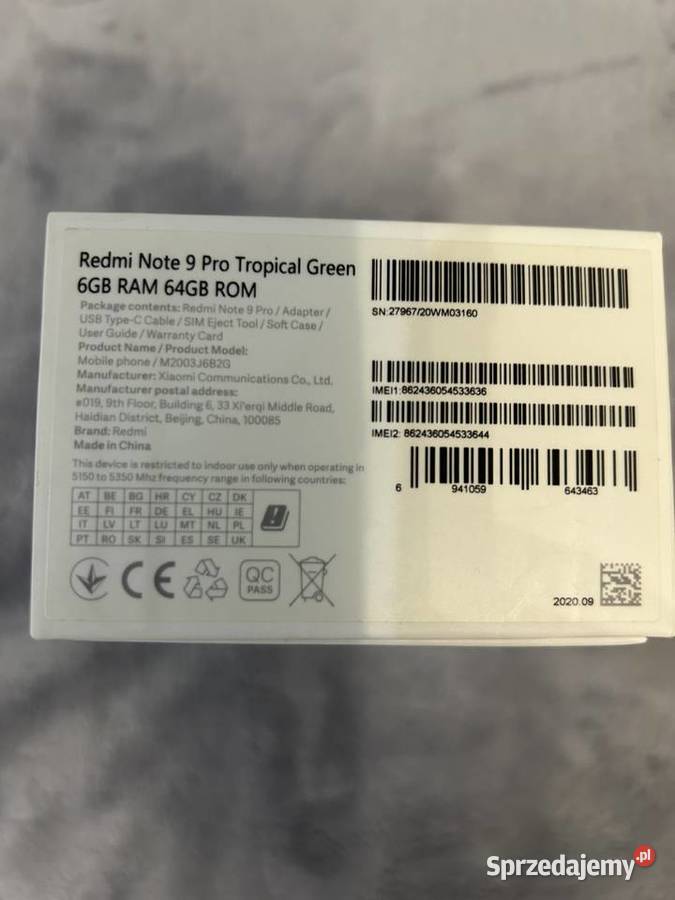 Redmi Note 9 Pro Tropical Green
6GB RAM 64GB ROM
Package contents: Redmi Note 9 Pro / Adapter /
USB Type-C Cable / SIM Eject Tool / Soft Case /
User Guide / Warranty Card
Product Name / Product Model:
Mobile phone / M2003J6B2G
Manufacturer: Xiaomi Communications Co., Ltd.
Manufacturer postal address:
#019, 9th Floor, Building 6, 33 Xi'erqi Middle Road,
Haidian District, Beijing, China, 100085
Brand: Redmi
Made in China
This device is restricted to indoor use only when operating in
5150 to 5350 Mhz frequency range in following countries:
AT BE BG HR CY CZ DK
EE FI FR DE EL HU IE
IT LV LT LU MT NL PL
PT RO SK SI ES SE UK
CE
QC
PASS
SN:27967/20WM03160
IMEI1:862436054533636
IMEI2: 862436054533644
6 941059 643463
2020.09
Sprzedajemy.pl